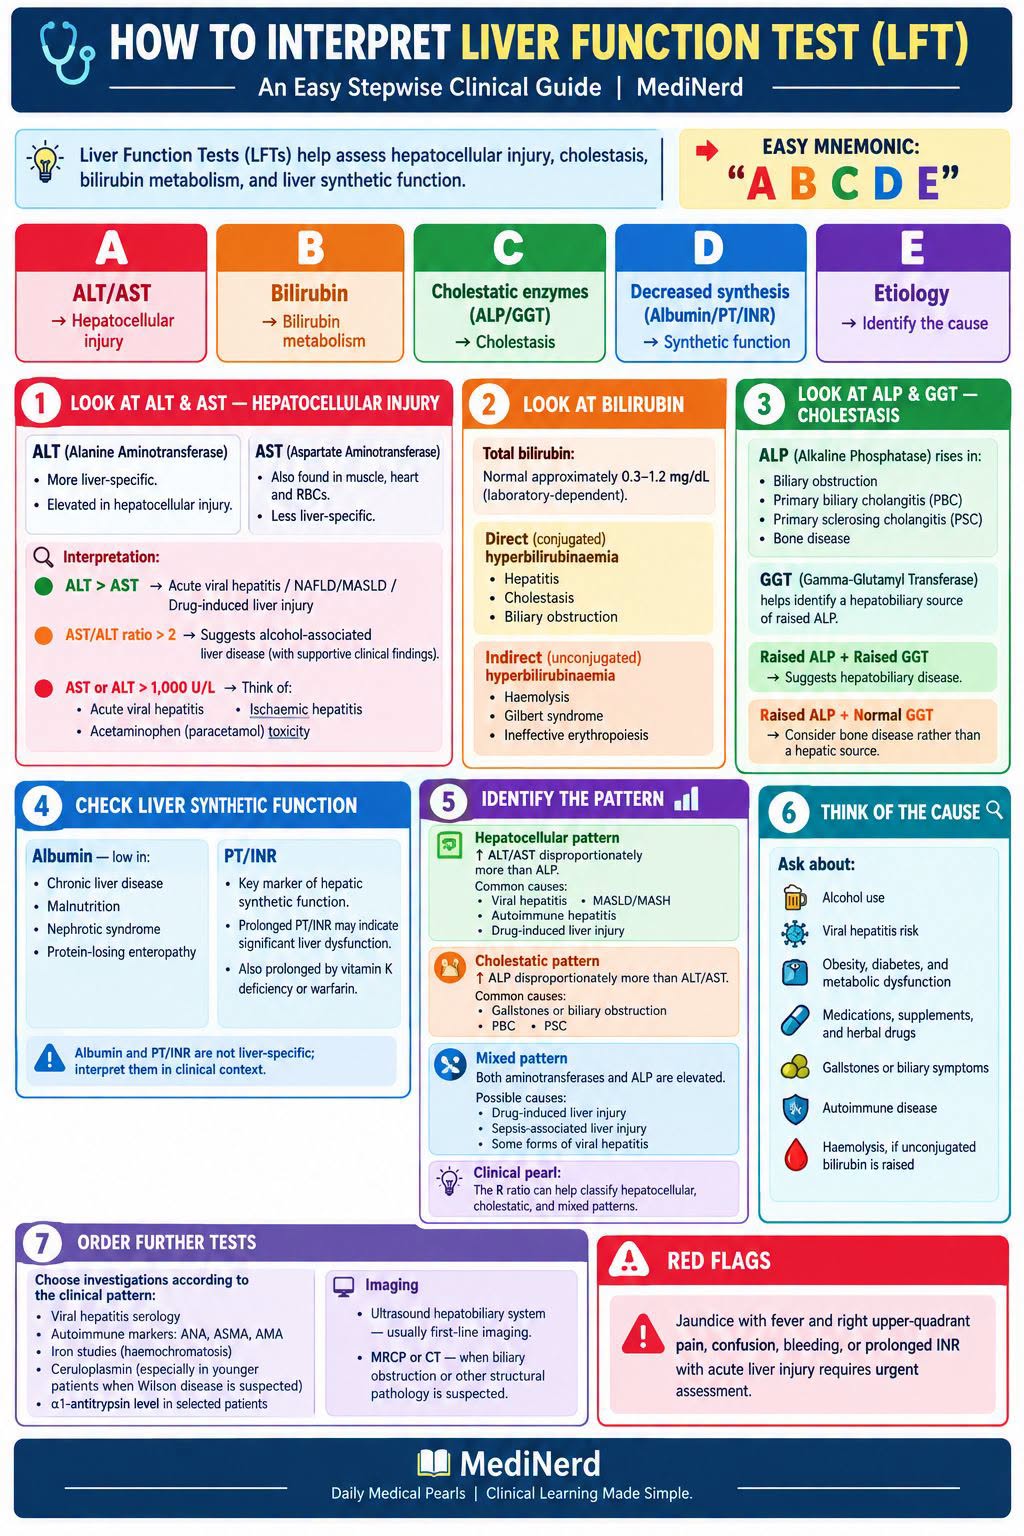 HOW TO INTERPRET LIVER FUNCTION TEST (LFT)
An Easy Stepwise Clinical Guide | MediNerd
Liver Function Tests (LFTs) help assess hepatocellular injury, cholestasis,
bilirubin metabolism, and liver synthetic function.
EASY MNEMONIC:
“A B C D E”
A
ALT/AST
→ Hepatocellular
injury
B
Bilirubin
→ Bilirubin
metabolism
C
Cholestatic enzymes
(ALP/GGT)
→ Cholestasis
D
Decreased synthesis
(Albumin/PT/INR)
→ Synthetic function
E
Etiology
→ Identify the cause
1 LOOK AT ALT & AST — HEPATOCELLULAR INJURY
ALT (Alanine Aminotransferase)
• More liver-specific.
• Elevated in hepatocellular injury.
AST (Aspartate Aminotransferase)
• Also found in muscle, heart
and RBCs.
• Less liver-specific.
Interpretation:
ALT > AST → Acute viral hepatitis / NAFLD/MASLD /
Drug-induced liver injury
AST/ALT ratio > 2 → Suggests alcohol-associated
liver disease (with supportive clinical findings).
AST or ALT > 1,000 U/L → Think of:
• Acute viral hepatitis • Ischaemic hepatitis
• Acetaminophen (paracetamol) toxicity
2 LOOK AT BILIRUBIN
Total bilirubin:
Normal approximately 0.3–1.2 mg/dL
(laboratory-dependent).
Direct (conjugated)
hyperbilirubinaemia
• Hepatitis
• Cholestasis
• Biliary obstruction
Indirect (unconjugated)
hyperbilirubinaemia
• Haemolysis
• Gilbert syndrome
• Ineffective erythropoiesis
3 LOOK AT ALP & GGT —
CHOLESTASIS
ALP (Alkaline Phosphatase) rises in:
• Biliary obstruction
• Primary biliary cholangitis (PBC)
• Primary sclerosing cholangitis (PSC)
• Bone disease
GGT (Gamma-Glutamyl Transferase)
helps identify a hepatobiliary source
of raised ALP.
Raised ALP + Raised GGT
→ Suggests hepatobiliary disease.
Raised ALP + Normal GGT
→ Consider bone disease rather than
a hepatic source.
4 CHECK LIVER SYNTHETIC FUNCTION
Albumin — low in:
• Chronic liver disease
• Malnutrition
• Nephrotic syndrome
• Protein-losing enteropathy
PT/INR
• Key marker of hepatic
synthetic function.
• Prolonged PT/INR may indicate
significant liver dysfunction.
• Also prolonged by vitamin K
deficiency or warfarin.
Albumin and PT/INR are not liver-specific;
interpret them in clinical context.
5 IDENTIFY THE PATTERN
Hepatocellular pattern
↑ ALT/AST disproportionately
more than ALP.
Common causes:
• Viral hepatitis • MASLD/MASH
• Autoimmune hepatitis
• Drug-induced liver injury
Cholestatic pattern
↑ ALP disproportionately more than ALT/AST.
Common causes:
• Gallstones or biliary obstruction
• PBC • PSC
Mixed pattern
Both aminotransferases and ALP are elevated.
Possible causes:
• Drug-induced liver injury
• Sepsis-associated liver injury
• Some forms of viral hepatitis
Clinical pearl:
The R ratio can help classify hepatocellular,
cholestatic, and mixed patterns.
6 THINK OF THE CAUSE
Ask about:
Alcohol use
Viral hepatitis risk
Obesity, diabetes, and
metabolic dysfunction
Medications, supplements,
and herbal drugs
Gallstones or biliary symptoms
Autoimmune disease
Haemolysis, if unconjugated
bilirubin is raised
7 ORDER FURTHER TESTS
Choose investigations according to
the clinical pattern:
• Viral hepatitis serology
• Autoimmune markers: ANA, ASMA, AMA
• Iron studies (haemochromatosis)
• Ceruloplasmin (especially in younger
patients when Wilson disease is suspected)
• α1-antitrypsin level in selected patients
Imaging
• Ultrasound hepatobiliary system
— usually first-line imaging.
• MRCP or CT — when biliary
obstruction or other structural
pathology is suspected.
RED FLAGS
Jaundice with fever and right upper-quadrant
pain, confusion, bleeding, or prolonged INR
with acute liver injury requires urgent
assessment.
MediNerd
Daily Medical Pearls | Clinical Learning Made Simple.